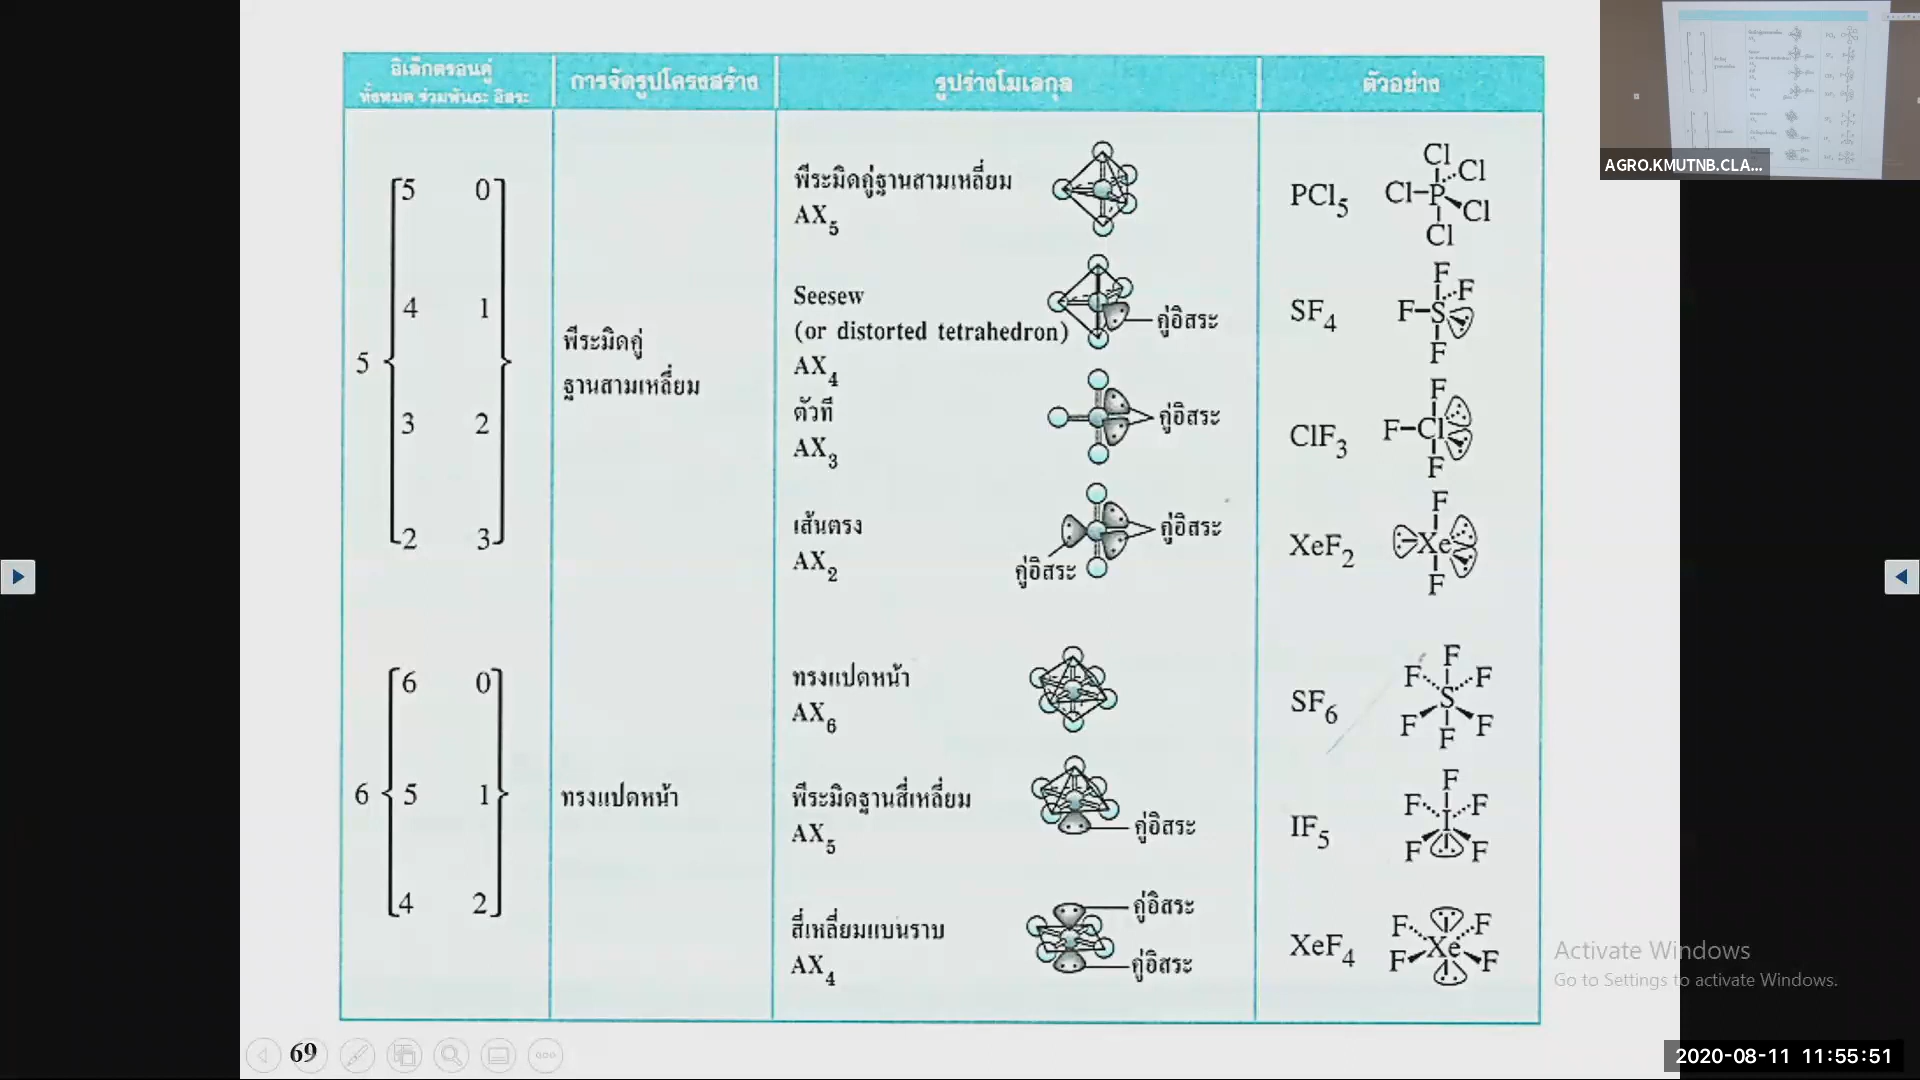 อิเล็กตรอนคู่
ทั้งหมด ร่วมพันธะ อิสระ
การจัดรูปโครงสร้าง
รูปร่างโมเลกุล
ตัวอย่าง
5
5 0
4 1
3 2
2 3
พีระมิดคู่
ฐานสามเหลี่ยม
พีระมิดคู่ฐานสามเหลี่ยม
AX5
PCl5
Cl
Cl
Cl–P
Cl
Cl
Seesew
(or distorted tetrahedron)
AX4
คู่อิสระ
SF4
F
F
F–S
F
ตัวที
AX3
คู่อิสระ
ClF3
F
F–Cl
F
เส้นตรง
AX2
คู่อิสระ
คู่อิสระ
XeF2
F
Xe
F
6
6 0
5 1
4 2
ทรงแปดหน้า
ทรงแปดหน้า
AX6
SF6
F
F F
S
F F
F
พีระมิดฐานสี่เหลี่ยม
AX5
คู่อิสระ
IF5
F
F F
I
F F
สี่เหลี่ยมแบนราบ
AX4
คู่อิสระ
คู่อิสระ
XeF4
F F
Xe
F F
AGRO.KMUTNB.CLA...
Activate Windows
Go to Settings to activate Windows.
69
2020-08-11 11:55:51